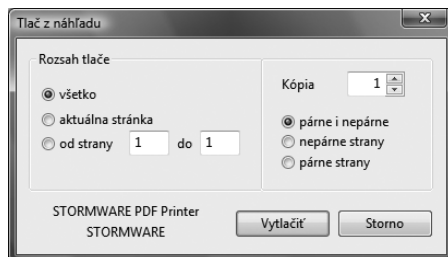 Tlač z náhľadu
Rozsah tlače
všetko
aktuálna stránka
od strany 1 do 1
Kópia 1
párne i nepárne
nepárne strany
párne strany
STORMWARE PDF Printer
STORMWARE
Vytlačiť Storno